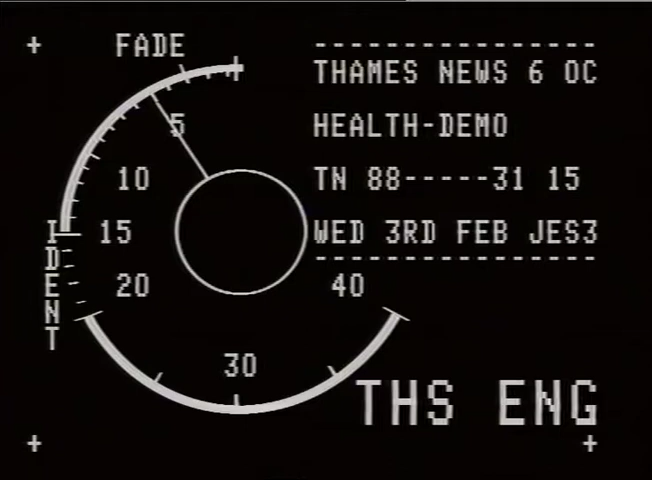 FADE
THAMES NEWS 6 OC
5
HEALTH-DEMO
10
TN 88-----31 15
IDENT
15
WED 3RD FEB JES3
20
40
30
THS ENG